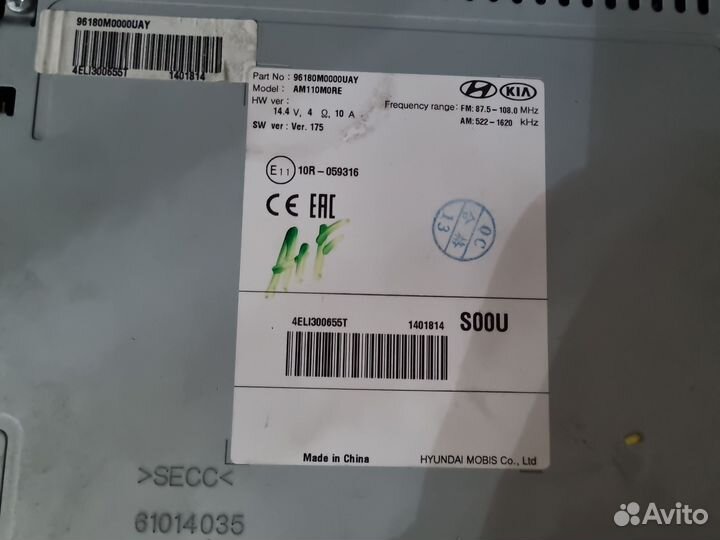 96180M0000UAY
4ELI300655T 1401814
Part No : 96180M0000UAY
Model : AM110M0RE
HW ver :
14.4 V, 4 Ω, 10 A
SW ver : Ver. 175
KIA
Frequency range : FM : 87.5 - 108.0 MHz
AM : 522 - 1620 kHz
E11 10R - 059316
CE EAC
QC
13
4ELI300655T 1401814 S00U
Made in China HYUNDAI MOBIS Co., Ltd
>SECC<
61014035
Avito